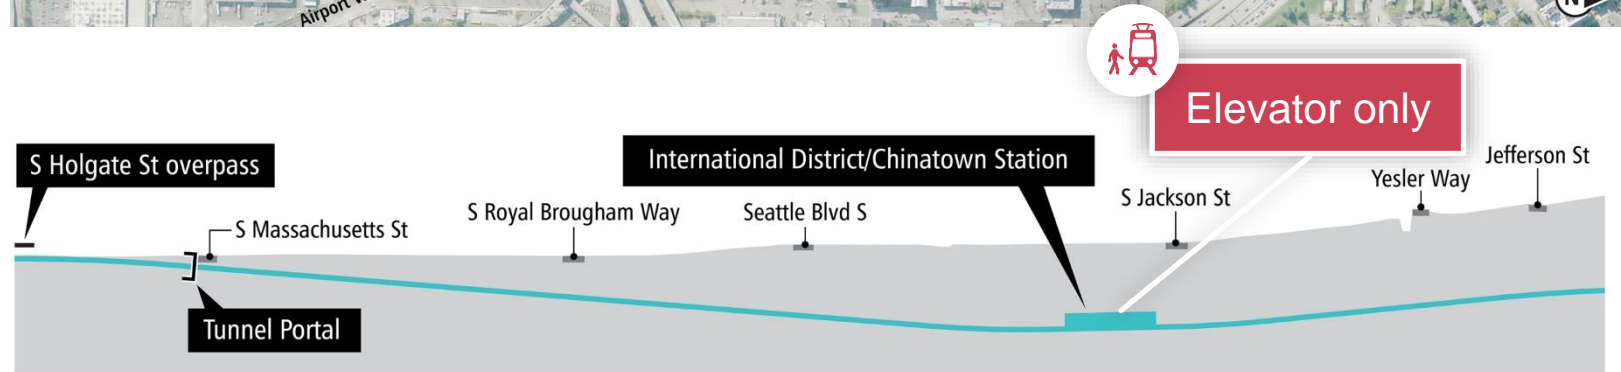 Airport
N
Elevator only
S Holgate St overpass
International District/Chinatown Station
Jefferson St
Yesler Way
S Jackson St
S Royal Brougham Way
Seattle Blvd S
S Massachusetts St
Tunnel Portal